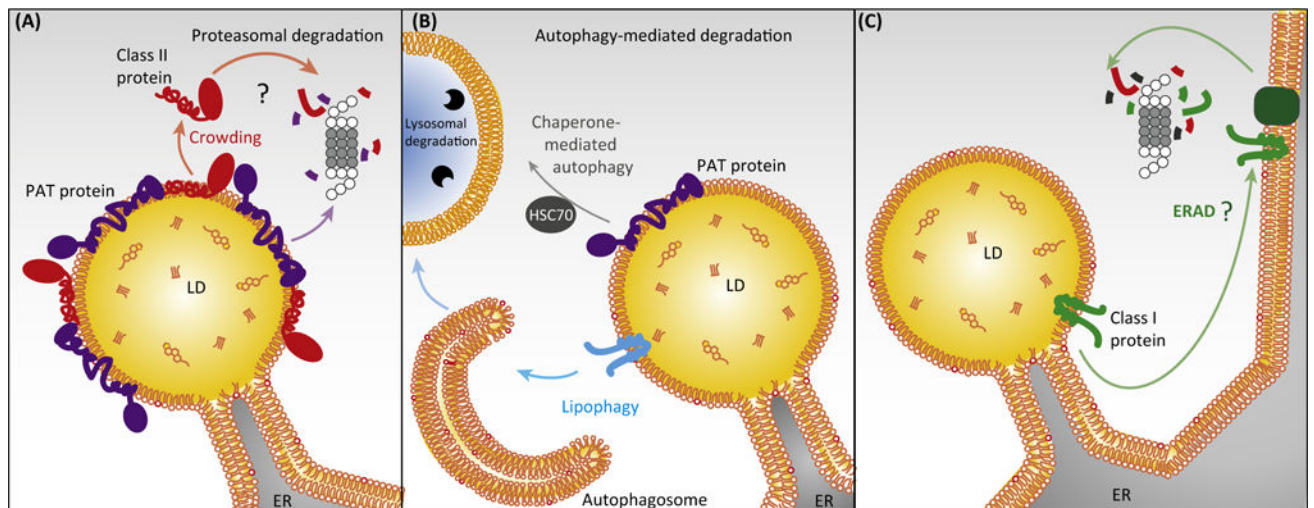 (A)
Proteasomal degradation
Class II
protein
?
Crowding
PAT protein
LD
ER
(B)
Autophagy-mediated degradation
Lysosomal
degradation
Chaperone-
mediated
autophagy
HSC70
PAT protein
LD
Lipophagy
Autophagosome
ER
(C)
ERAD ?
LD
Class I
protein
ER